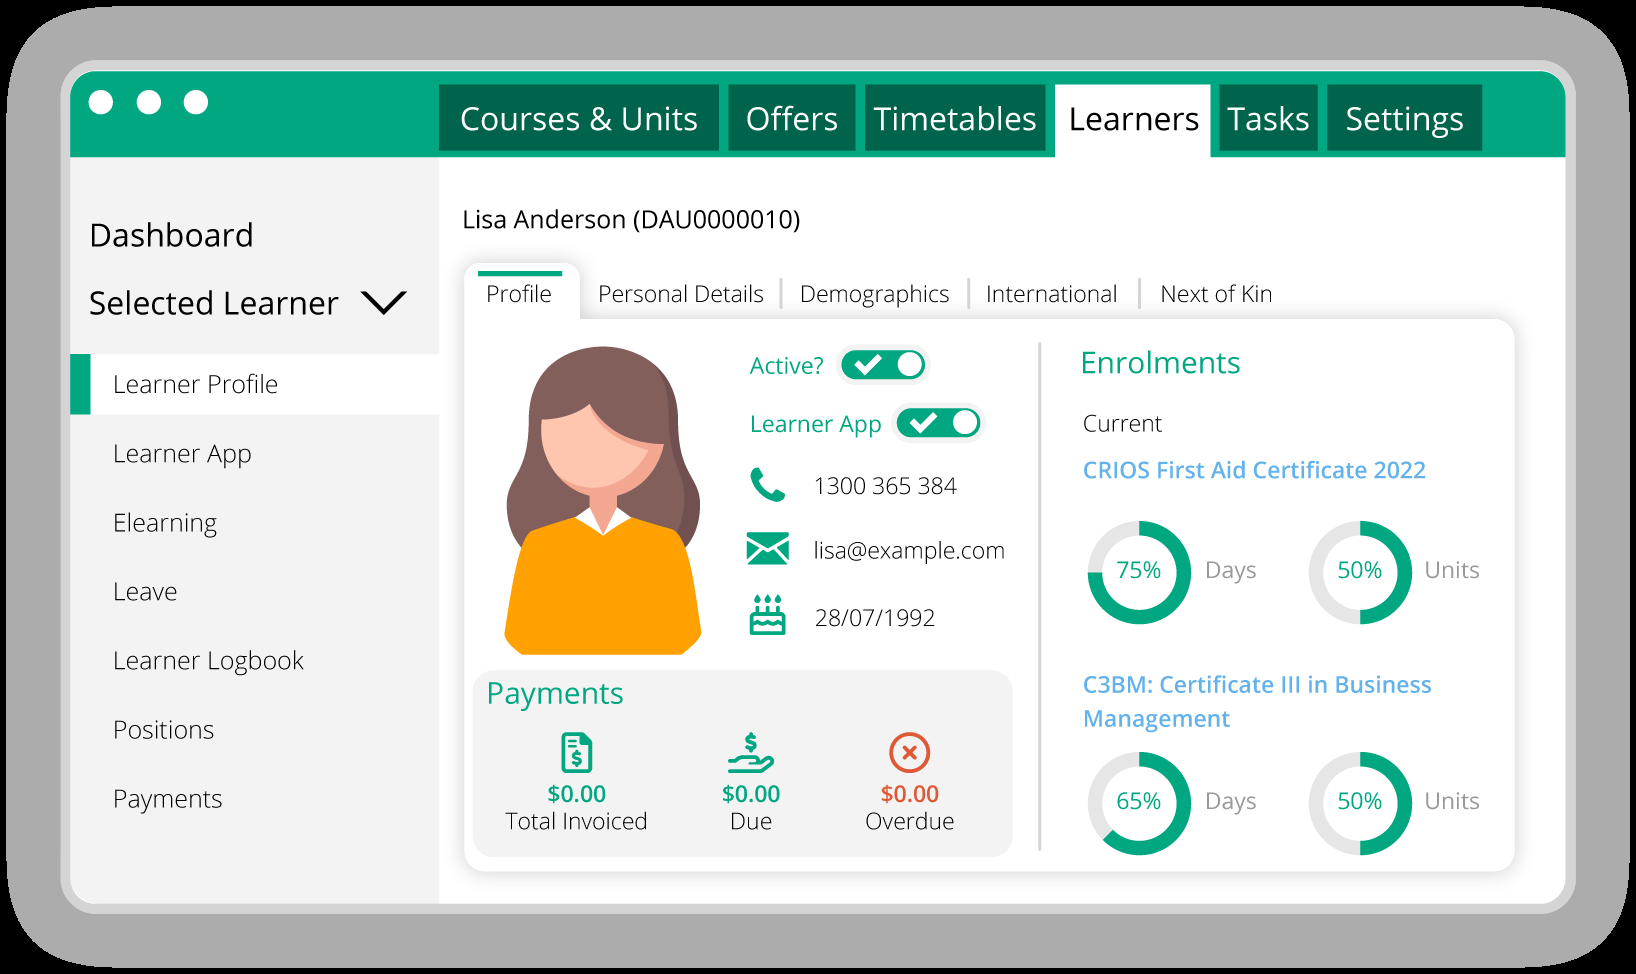 Courses & Units
Offers
Timetables
Learners
Tasks
Settings
Dashboard
Selected Learner
Learner Profile
Learner App
Elearning
Leave
Learner Logbook
Positions
Payments
Lisa Anderson (DAU0000010)
Profile
Personal Details
Demographics
International
Next of Kin
Active?
Learner App
1300 365 384
lisa@example.com
28/07/1992
Payments
$0.00
Total Invoiced
$0.00
Due
$0.00
Overdue
Enrolments
Current
CRIOS First Aid Certificate 2022
75%
Days
50%
Units
C3BM: Certificate III in Business
Management
65%
Days
50%
Units